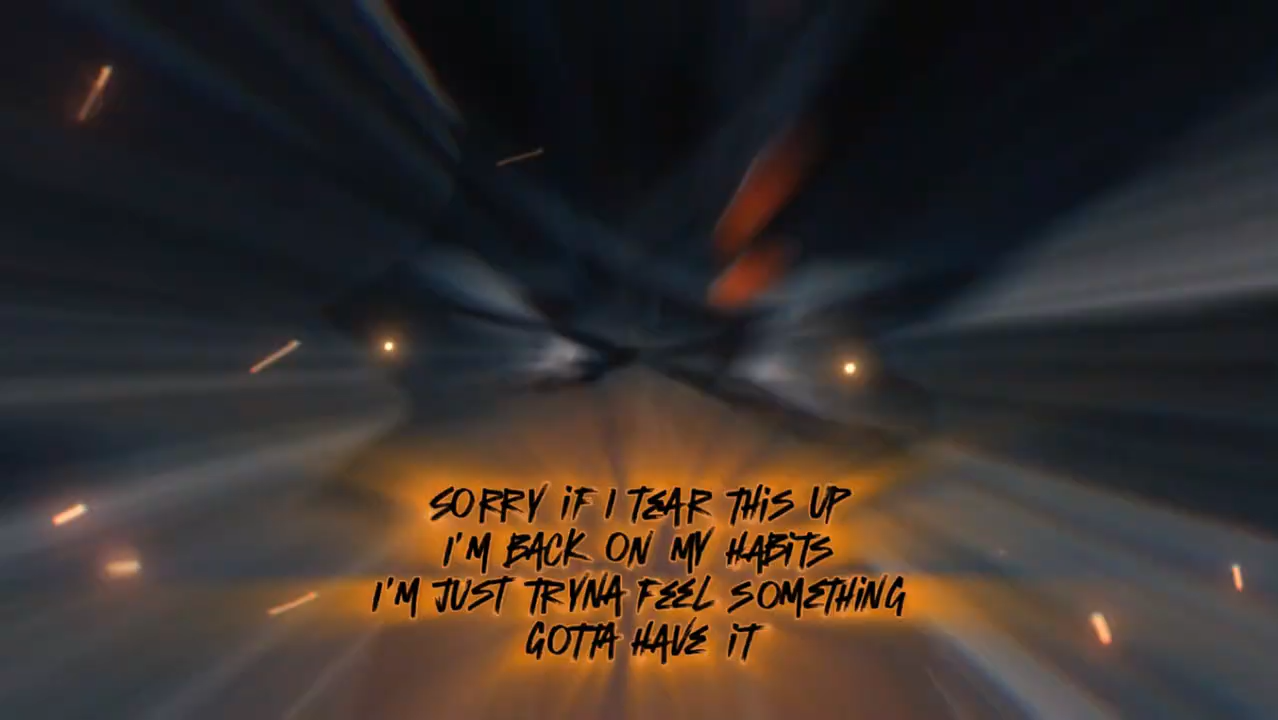 SORRY iF I TEAR THiS UP
I'M BACK ON MY HABiTS
I'M JUST TRYNA FEEL SOMETHiNG
GOTTA HAVE iT